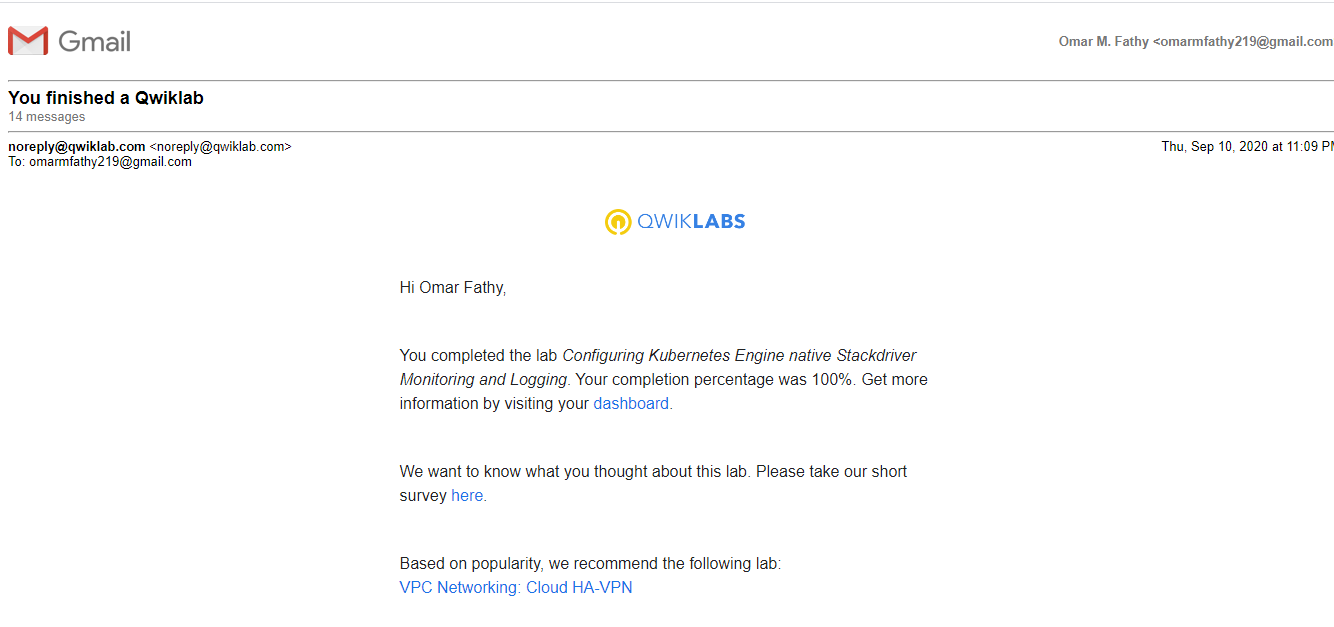 Gmail
Omar M. Fathy <omarmfathy219@gmail.com
You finished a Qwiklab
14 messages
noreply@qwiklab.com <noreply@qwiklab.com>
Thu, Sep 10, 2020 at 11:09 PM
To: omarmfathy219@gmail.com
QWIKLABS
Hi Omar Fathy,
You completed the lab Configuring Kubernetes Engine native Stackdriver
Monitoring and Logging. Your completion percentage was 100%. Get more
information by visiting your dashboard.
We want to know what you thought about this lab. Please take our short
survey here.
Based on popularity, we recommend the following lab:
VPC Networking: Cloud HA-VPN